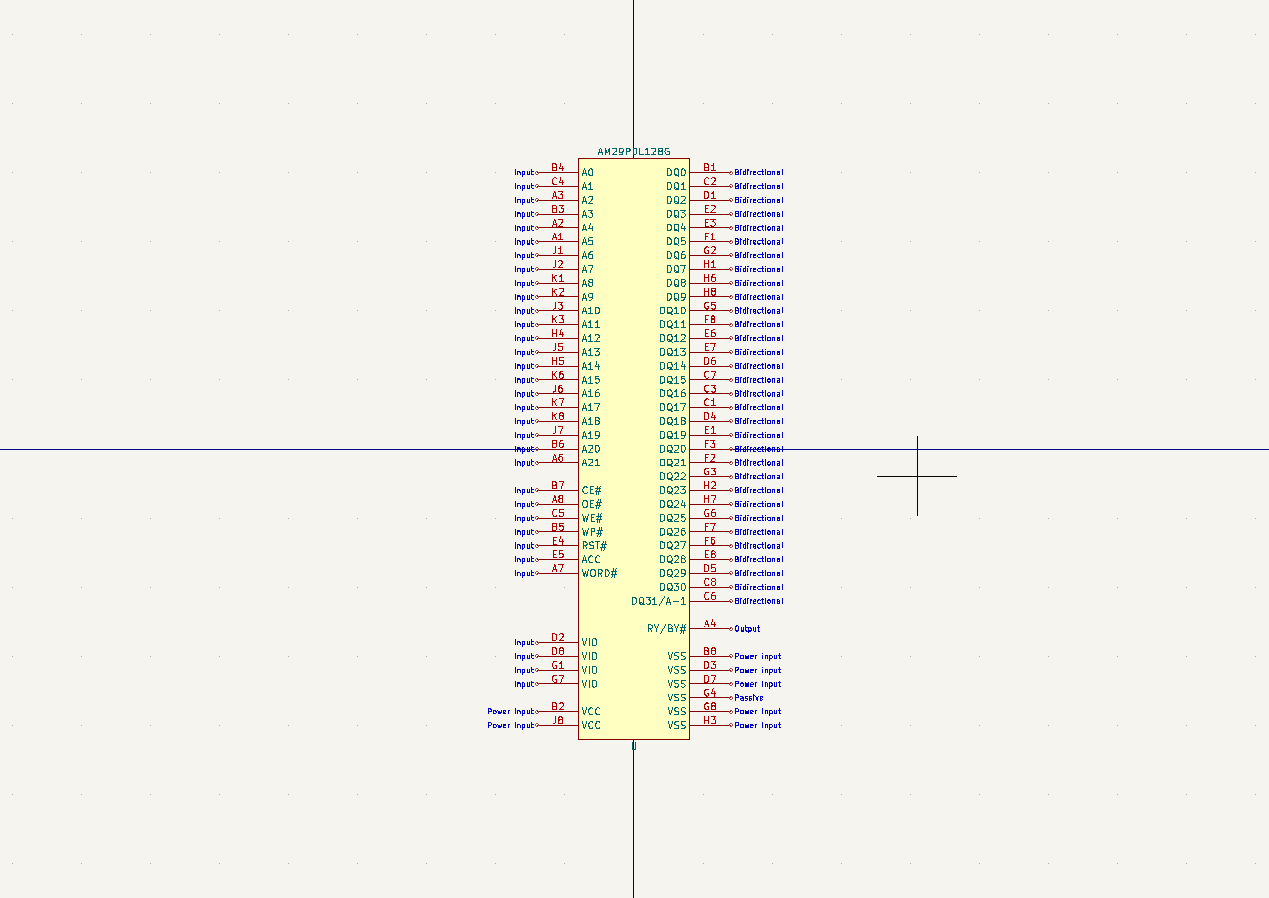 AM29PDL128G
Input B4 A0 DQ0 B1 Bidirectional
Input C4 A1 DQ1 C2 Bidirectional
Input A3 A2 DQ2 D1 Bidirectional
Input B3 A3 DQ3 E2 Bidirectional
Input A2 A4 DQ4 E3 Bidirectional
Input A1 A5 DQ5 F1 Bidirectional
Input J1 A6 DQ6 G2 Bidirectional
Input J2 A7 DQ7 H1 Bidirectional
Input K1 A8 DQ8 H6 Bidirectional
Input K2 A9 DQ9 H8 Bidirectional
Input J3 A10 DQ10 G5 Bidirectional
Input K3 A11 DQ11 F8 Bidirectional
Input H4 A12 DQ12 E6 Bidirectional
Input J5 A13 DQ13 E7 Bidirectional
Input H5 A14 DQ14 D6 Bidirectional
Input K6 A15 DQ15 C7 Bidirectional
Input J6 A16 DQ16 C3 Bidirectional
Input K7 A17 DQ17 C1 Bidirectional
Input K8 A18 DQ18 D4 Bidirectional
Input J7 A19 DQ19 E1 Bidirectional
Input B6 A20 DQ20 F3 Bidirectional
Input A6 A21 DQ21 F2 Bidirectional
DQ22 G3 Bidirectional
Input B7 CE# DQ23 H2 Bidirectional
Input A8 OE# DQ24 H7 Bidirectional
Input C5 WE# DQ25 G6 Bidirectional
Input B5 WP# DQ26 F7 Bidirectional
Input E4 RST# DQ27 F6 Bidirectional
Input E5 ACC DQ28 E8 Bidirectional
Input A7 WORD# DQ29 D5 Bidirectional
DQ30 C8 Bidirectional
DQ31/A-1 C6 Bidirectional
RY/BY# A4 Output
Input D2 VIO
Input D8 VIO VSS B8 Power input
Input G1 VIO VSS D3 Power input
Input G7 VIO VSS D7 Power input
VSS G4 Passive
Power input B2 VCC VSS G8 Power input
Power input J8 VCC VSS H3 Power input
U